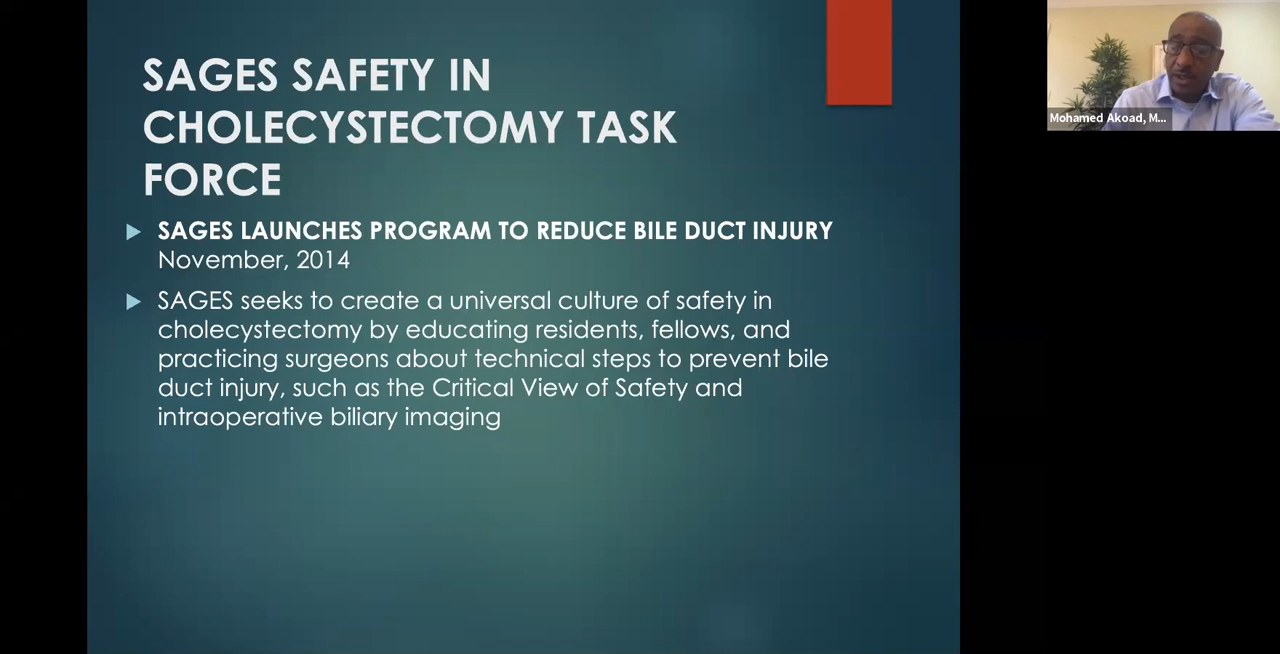 SAGES SAFETY IN
CHOLECYSTECTOMY TASK
FORCE
SAGES LAUNCHES PROGRAM TO REDUCE BILE DUCT INJURY
November, 2014
SAGES seeks to create a universal culture of safety in
cholecystectomy by educating residents, fellows, and
practicing surgeons about technical steps to prevent bile
duct injury, such as the Critical View of Safety and
intraoperative biliary imaging
Mohamed Akoad, M...